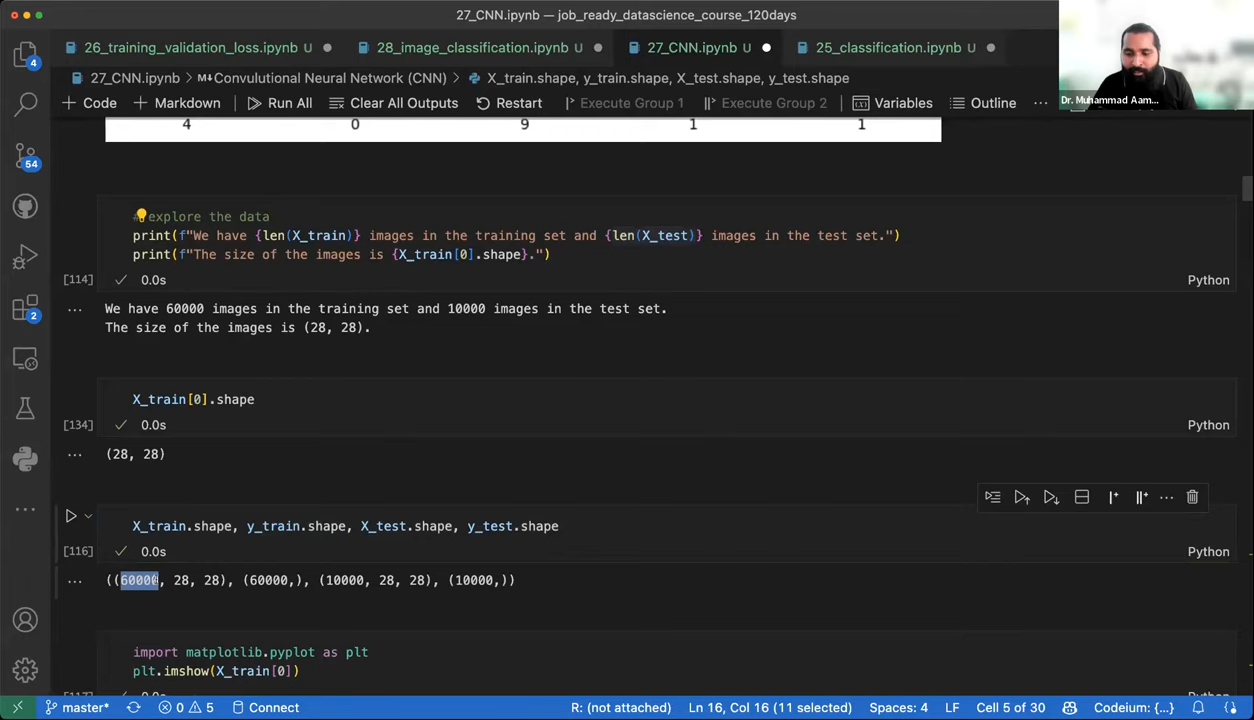 27_CNN.ipynb — job_ready_datascience_course_120days
26_training_validation_loss.ipynb U
28_image_classification.ipynb U
27_CNN.ipynb U
25_classification.ipynb U
27_CNN.ipynb > M↓Convulutional Neural Network (CNN) > X_train.shape, y_train.shape, X_test.shape, y_test.shape
+ Code + Markdown Run All Clear All Outputs Restart Execute Group 1 Execute Group 2 Variables Outline ...
Dr. Muhammad Aam...
4 0 9 1 1
# explore the data
print(f"We have {len(X_train)} images in the training set and {len(X_test)} images in the test set.")
print(f"The size of the images is {X_train[0].shape}.")
[114] 0.0s Python
... We have 60000 images in the training set and 10000 images in the test set.
The size of the images is (28, 28).
X_train[0].shape
[134] 0.0s Python
... (28, 28)
X_train.shape, y_train.shape, X_test.shape, y_test.shape
[116] 0.0s Python
... ((60000, 28, 28), (60000,), (10000, 28, 28), (10000,))
import matplotlib.pyplot as plt
plt.imshow(X_train[0])
[117] 0.0s Python
4
54
2
master* 0 5 Connect R: (not attached) Ln 16, Col 16 (11 selected) Spaces: 4 LF Cell 5 of 30 Codeium: {...}